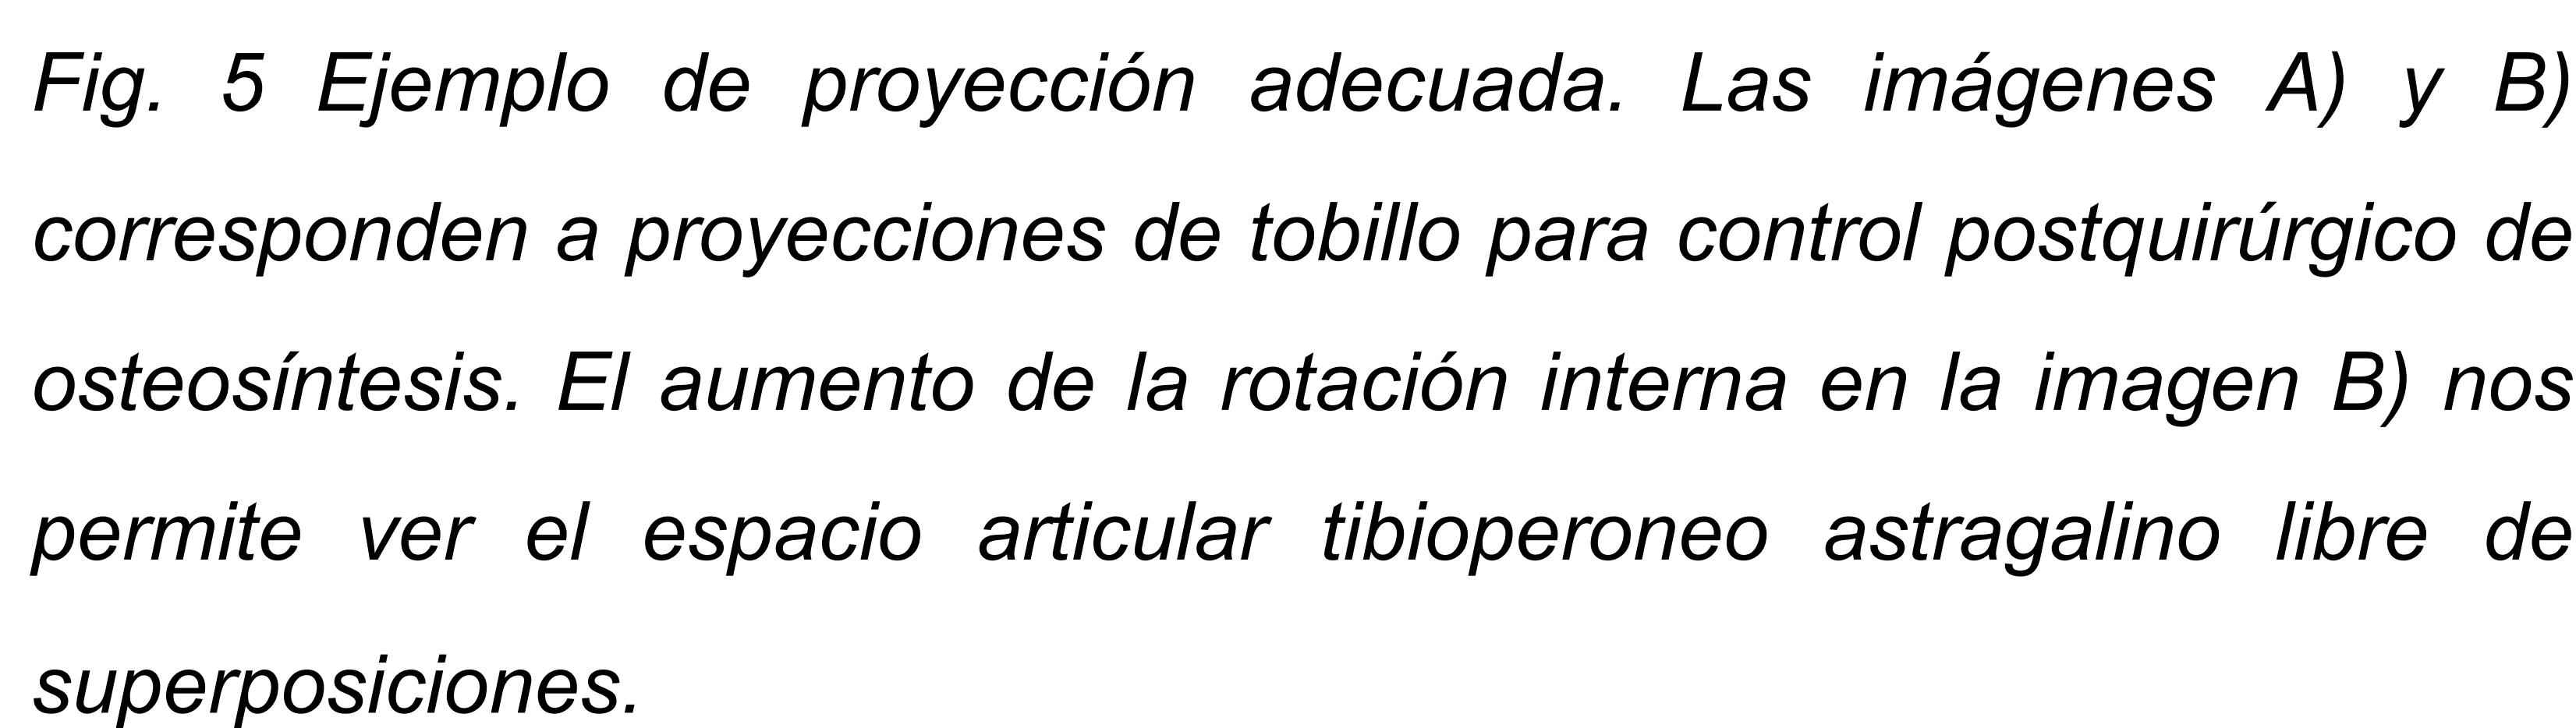 Fig. 5 Ejemplo de proyección adecuada. Las imágenes A) y B)
corresponden a proyecciones de tobillo para control postquirúrgico de
osteosíntesis. El aumento de la rotación interna en la imagen B) nos
permite ver el espacio articular tibioperoneo astragalino libre de
superposiciones.